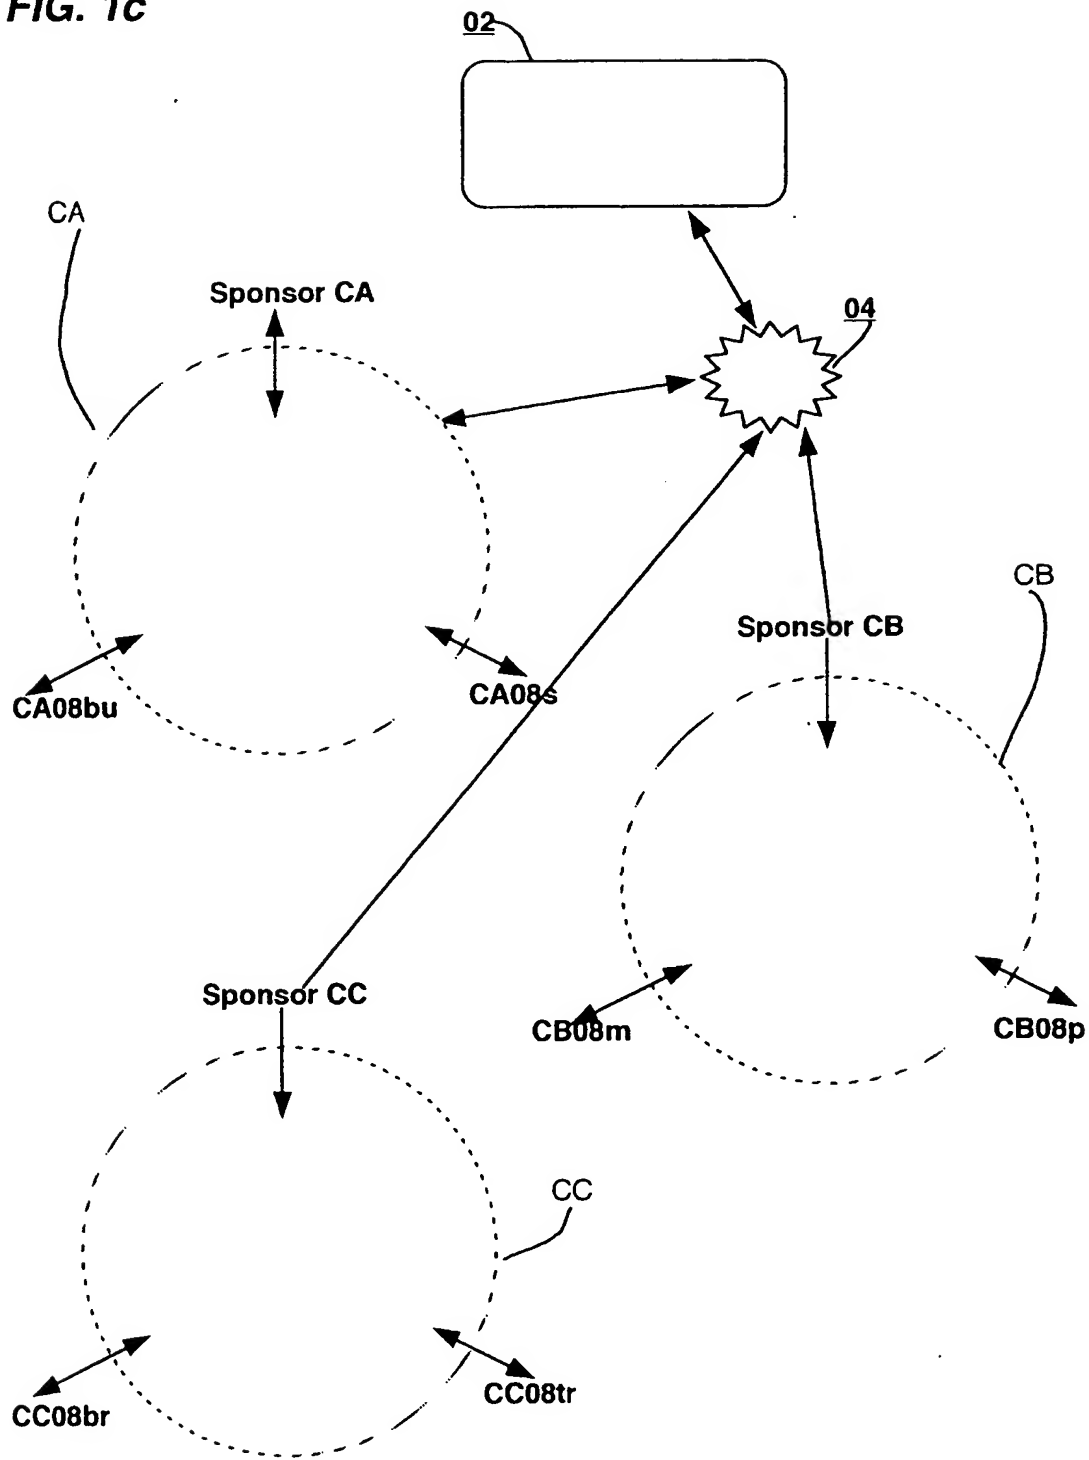 FIG. 1c
02
CA
Sponsor CA
04
CB
Sponsor CB
CA08bu
CA08s
Sponsor CC
CB08m
CB08p
CC
CC08br
CC08tr